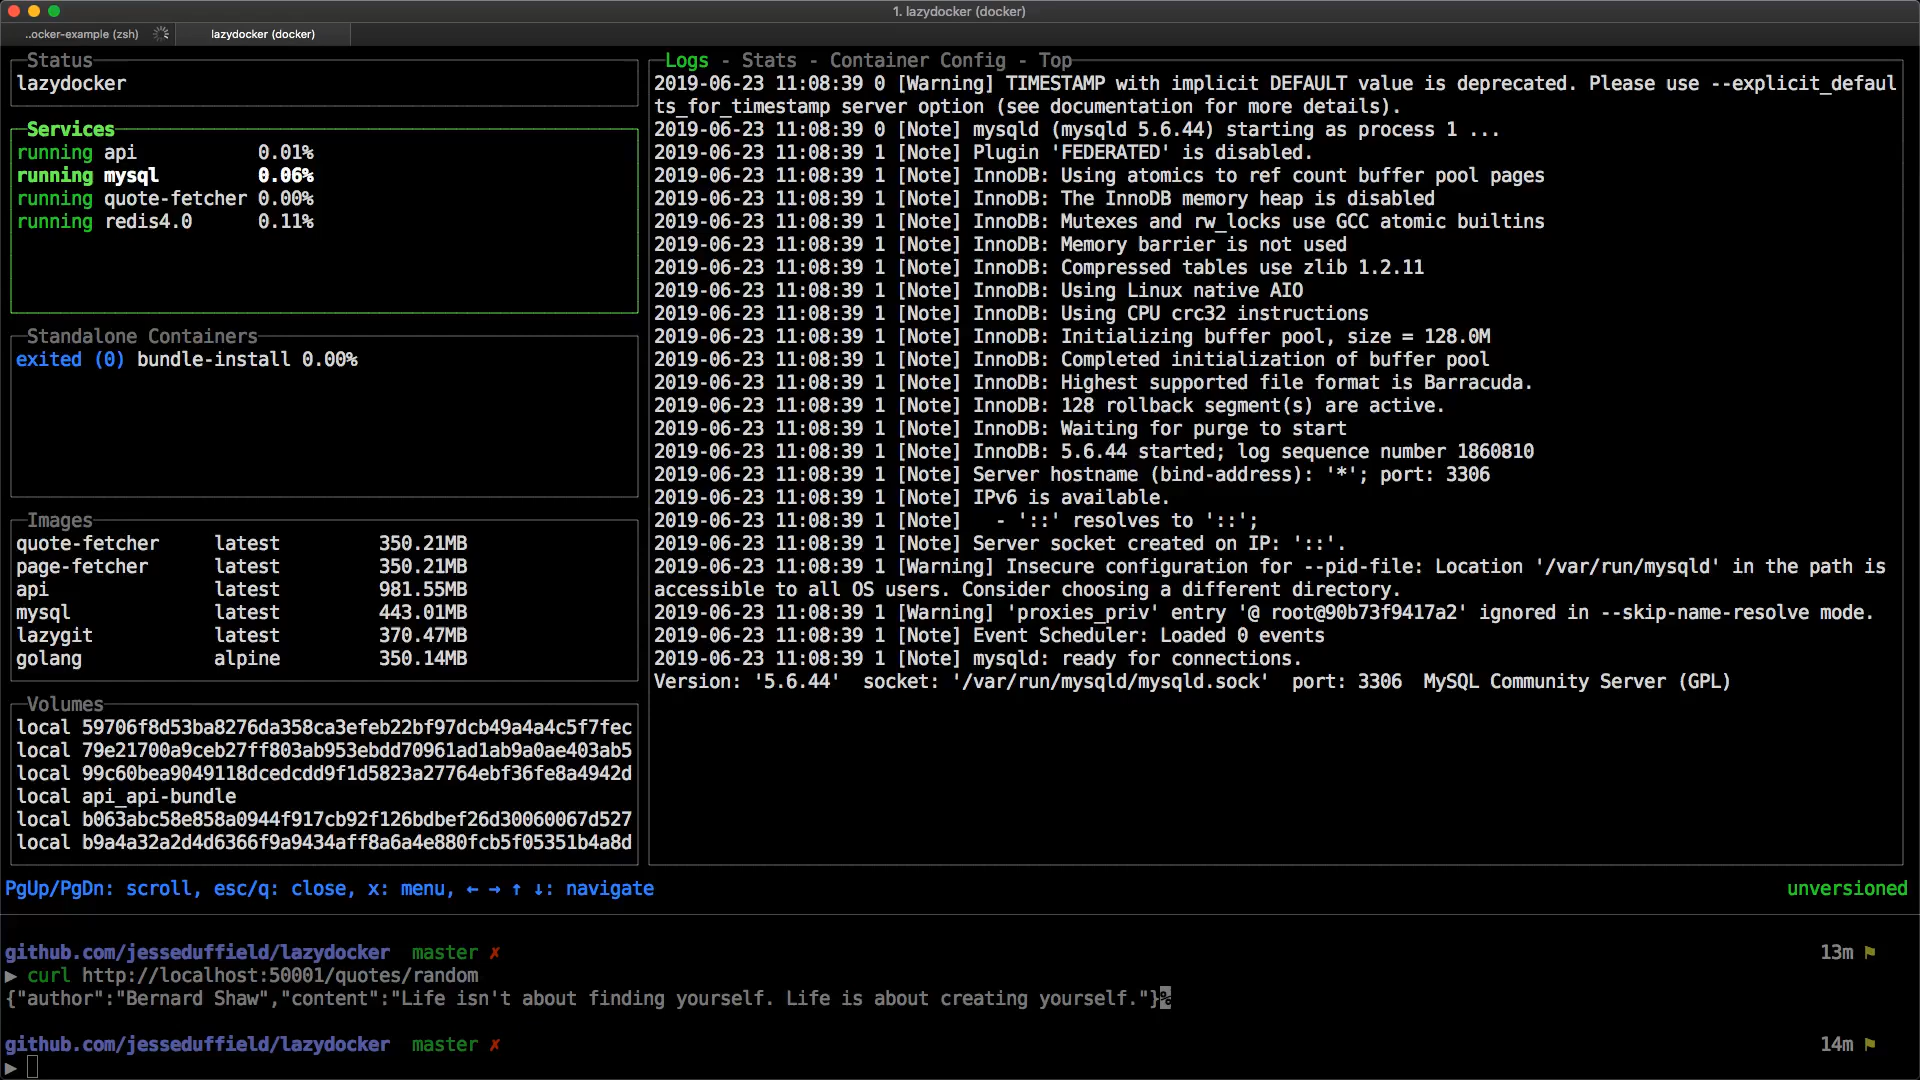 1. lazydocker (docker)
..ocker-example (zsh)
lazydocker (docker)
Status
lazydocker
Services
running api 0.01%
running mysql 0.06%
running quote-fetcher 0.00%
running redis4.0 0.11%
Standalone Containers
exited (0) bundle-install 0.00%
Images
quote-fetcher latest 350.21MB
page-fetcher latest 350.21MB
api latest 981.55MB
mysql latest 443.01MB
lazygit latest 370.47MB
golang alpine 350.14MB
Volumes
local 59706f8d53ba8276da358ca3efeb22bf97dcb49a4a4c5f7fec
local 79e21700a9ceb27ff803ab953ebdd70961ad1ab9a0ae403ab5
local 99c60bea9049118dcedcdd9f1d5823a27764ebf36fe8a4942d
local api_api-bundle
local b063abc58e858a0944f917cb92f126bdbef26d30060067d527
local b9a4a32a2d4d6366f9a9434aff8a6a4e880fcb5f05351b4a8d
Logs - Stats - Container Config - Top
2019-06-23 11:08:39 0 [Warning] TIMESTAMP with implicit DEFAULT value is deprecated. Please use --explicit_defaul
ts_for_timestamp server option (see documentation for more details).
2019-06-23 11:08:39 0 [Note] mysqld (mysqld 5.6.44) starting as process 1 ...
2019-06-23 11:08:39 1 [Note] Plugin 'FEDERATED' is disabled.
2019-06-23 11:08:39 1 [Note] InnoDB: Using atomics to ref count buffer pool pages
2019-06-23 11:08:39 1 [Note] InnoDB: The InnoDB memory heap is disabled
2019-06-23 11:08:39 1 [Note] InnoDB: Mutexes and rw_locks use GCC atomic builtins
2019-06-23 11:08:39 1 [Note] InnoDB: Memory barrier is not used
2019-06-23 11:08:39 1 [Note] InnoDB: Compressed tables use zlib 1.2.11
2019-06-23 11:08:39 1 [Note] InnoDB: Using Linux native AIO
2019-06-23 11:08:39 1 [Note] InnoDB: Using CPU crc32 instructions
2019-06-23 11:08:39 1 [Note] InnoDB: Initializing buffer pool, size = 128.0M
2019-06-23 11:08:39 1 [Note] InnoDB: Completed initialization of buffer pool
2019-06-23 11:08:39 1 [Note] InnoDB: Highest supported file format is Barracuda.
2019-06-23 11:08:39 1 [Note] InnoDB: 128 rollback segment(s) are active.
2019-06-23 11:08:39 1 [Note] InnoDB: Waiting for purge to start
2019-06-23 11:08:39 1 [Note] InnoDB: 5.6.44 started; log sequence number 1860810
2019-06-23 11:08:39 1 [Note] Server hostname (bind-address): '*'; port: 3306
2019-06-23 11:08:39 1 [Note] IPv6 is available.
2019-06-23 11:08:39 1 [Note]   - '::' resolves to '::';
2019-06-23 11:08:39 1 [Note] Server socket created on IP: '::'.
2019-06-23 11:08:39 1 [Warning] Insecure configuration for --pid-file: Location '/var/run/mysqld' in the path is
accessible to all OS users. Consider choosing a different directory.
2019-06-23 11:08:39 1 [Warning] 'proxies_priv' entry '@ root@90b73f9417a2' ignored in --skip-name-resolve mode.
2019-06-23 11:08:39 1 [Note] Event Scheduler: Loaded 0 events
2019-06-23 11:08:39 1 [Note] mysqld: ready for connections.
Version: '5.6.44'  socket: '/var/run/mysqld/mysqld.sock'  port: 3306  MySQL Community Server (GPL)
PgUp/PgDn: scroll, esc/q: close, x: menu, ← → ↑ ↓: navigate
unversioned
github.com/jesseduffield/lazydocker master ✗ 13m ⚑
▶ curl http://localhost:50001/quotes/random
{"author":"Bernard Shaw","content":"Life isn't about finding yourself. Life is about creating yourself."}%
github.com/jesseduffield/lazydocker master ✗ 14m ⚑
▶